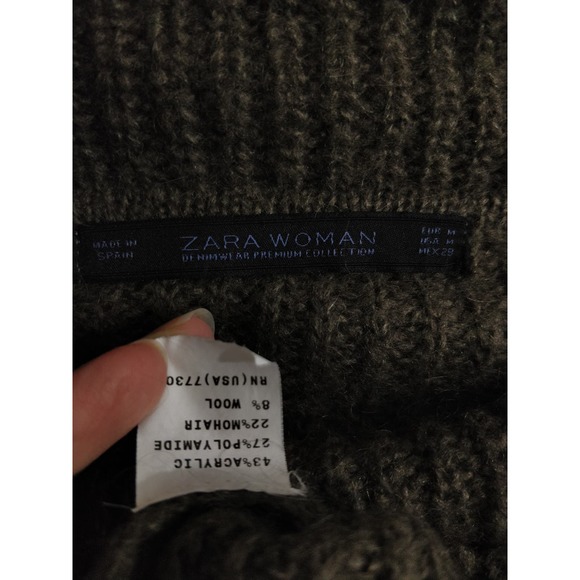 MADE IN
SPAIN
ZARA WOMAN
DENIMWEAR PREMIUM COLLECTION
EUR M
USA M
MEX 28
43%ACRYLIC
27%POLYAMIDE
22%MOHAIR
8% WOOL
RN(USA)7730